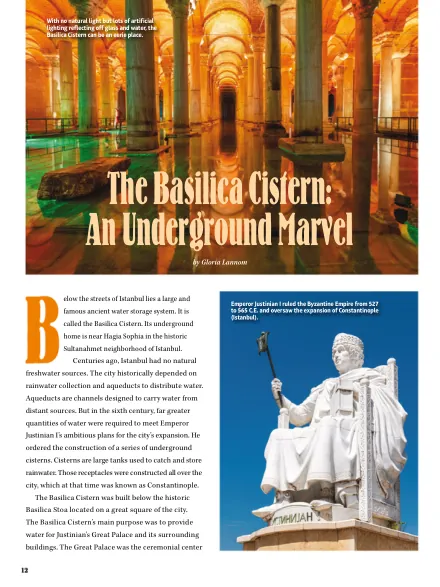 With no natural light but lots of artificial
lighting reflecting off glass and water, the
Basilica Cistern can be an eerie place.
The Basilica Cistern:
An Underground Marvel
by Gloria Lannom
Below the streets of Istanbul lies a large and
famous ancient water storage system. It is
called the Basilica Cistern. Its underground
home is near Hagia Sophia in the historic
Sultanahmet neighborhood of Istanbul.
Centuries ago, Istanbul had no natural
freshwater sources. The city historically depended on
rainwater collection and aqueducts to distribute water.
Aqueducts are channels designed to carry water from
distant sources. But in the sixth century, far greater
quantities of water were required to meet Emperor
Justinian I's ambitious plans for the city's expansion. He
ordered the construction of a series of underground
cisterns. Cisterns are large tanks used to catch and store
rainwater. Those receptacles were constructed all over the
city, which at that time was known as Constantinople.
The Basilica Cistern was built below the historic
Basilica Stoa located on a great square of the city.
The Basilica Cistern's main purpose was to provide
water for Justinian's Great Palace and its surrounding
buildings. The Great Palace was the ceremonial center
Emperor Justinian I ruled the Byzantine Empire from 527
to 565 C.E. and oversaw the expansion of Constantinople
(Istanbul).
ЈУСТИНИЈАН
12